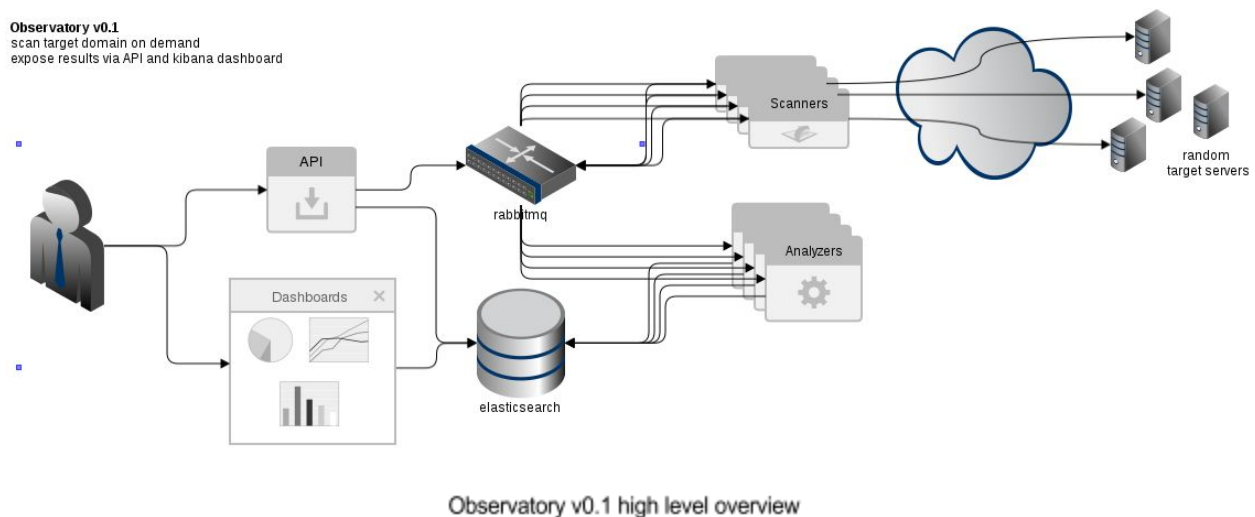 Observatory v0.1
scan target domain on demand
expose results via API and kibana dashboard
API
rabbitmq
Scanners
random
target servers
Dashboards
Analyzers
elasticsearch
Observatory v0.1 high level overview